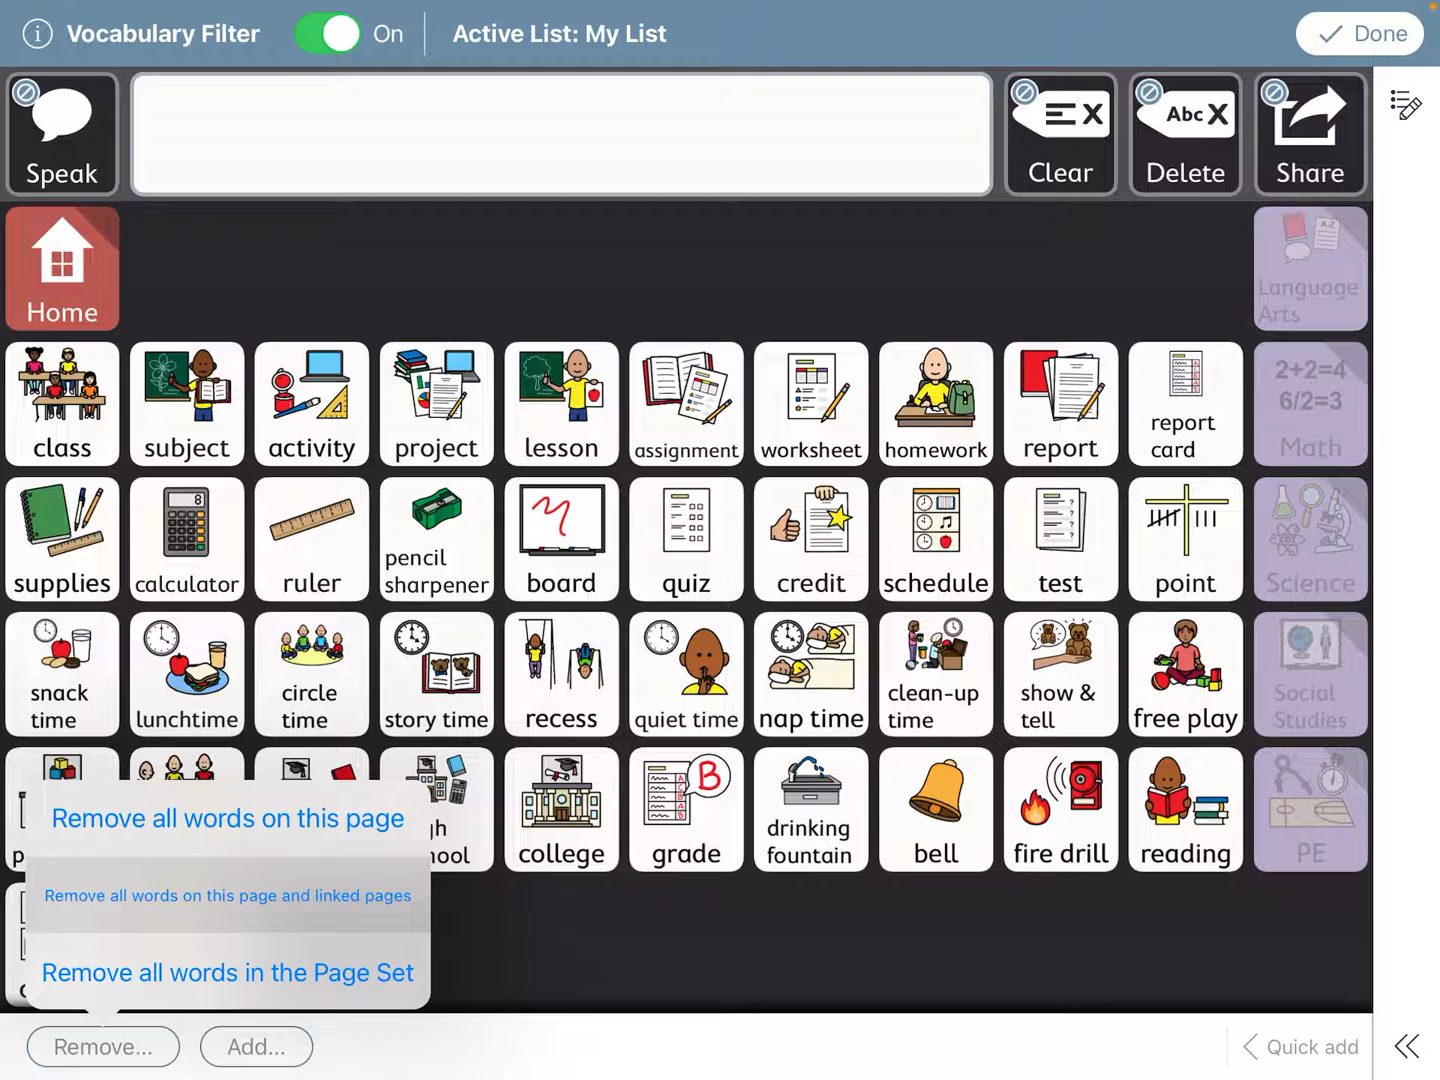 Vocabulary Filter On Active List: My List Done
Speak
Abc X
Clear Delete Share
Home
A-Z
Language
Arts
class subject activity project lesson assignment worksheet homework report report card
2+2=4
6/2=3
Math
8
supplies calculator ruler pencil sharpener board quiz credit schedule test point Science
snack time lunchtime circle time story time recess quiet time nap time clean-up time show & tell free play Social Studies
B
college grade drinking fountain bell fire drill reading PE
Remove all words on this page
Remove all words on this page and linked pages
Remove all words in the Page Set
Remove... Add... Quick add